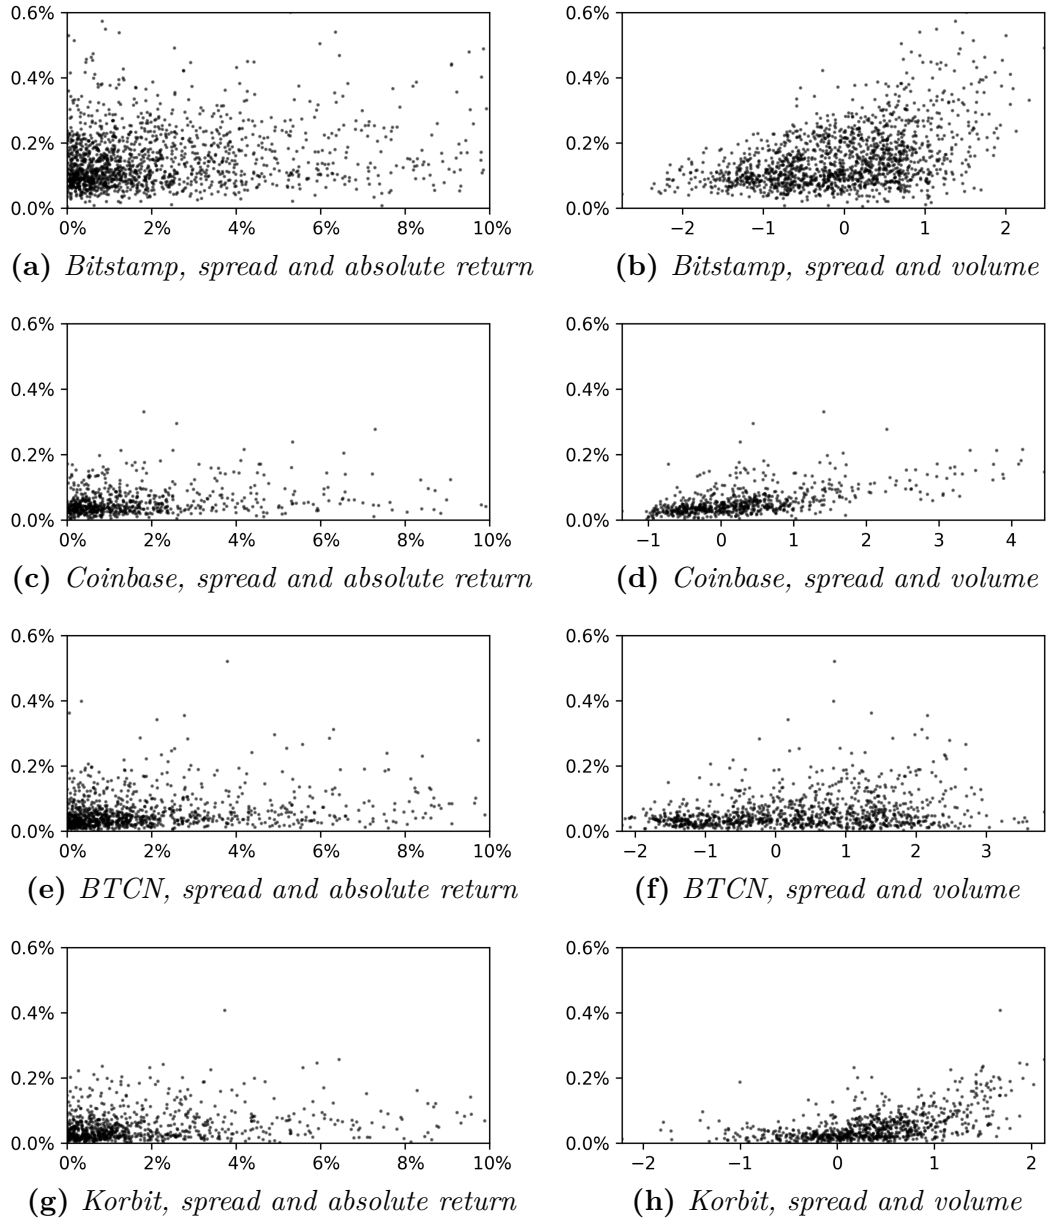 0.6%
0.4%
0.2%
0.0%
0% 2% 4% 6% 8% 10%
(a) Bitstamp, spread and absolute return
0.6%
0.4%
0.2%
0.0%
−2 −1 0 1 2
(b) Bitstamp, spread and volume
0.6%
0.4%
0.2%
0.0%
0% 2% 4% 6% 8% 10%
(c) Coinbase, spread and absolute return
0.6%
0.4%
0.2%
0.0%
−1 0 1 2 3 4
(d) Coinbase, spread and volume
0.6%
0.4%
0.2%
0.0%
0% 2% 4% 6% 8% 10%
(e) BTCN, spread and absolute return
0.6%
0.4%
0.2%
0.0%
−2 −1 0 1 2 3
(f) BTCN, spread and volume
0.6%
0.4%
0.2%
0.0%
0% 2% 4% 6% 8% 10%
(g) Korbit, spread and absolute return
0.6%
0.4%
0.2%
0.0%
−2 −1 0 1 2
(h) Korbit, spread and volume